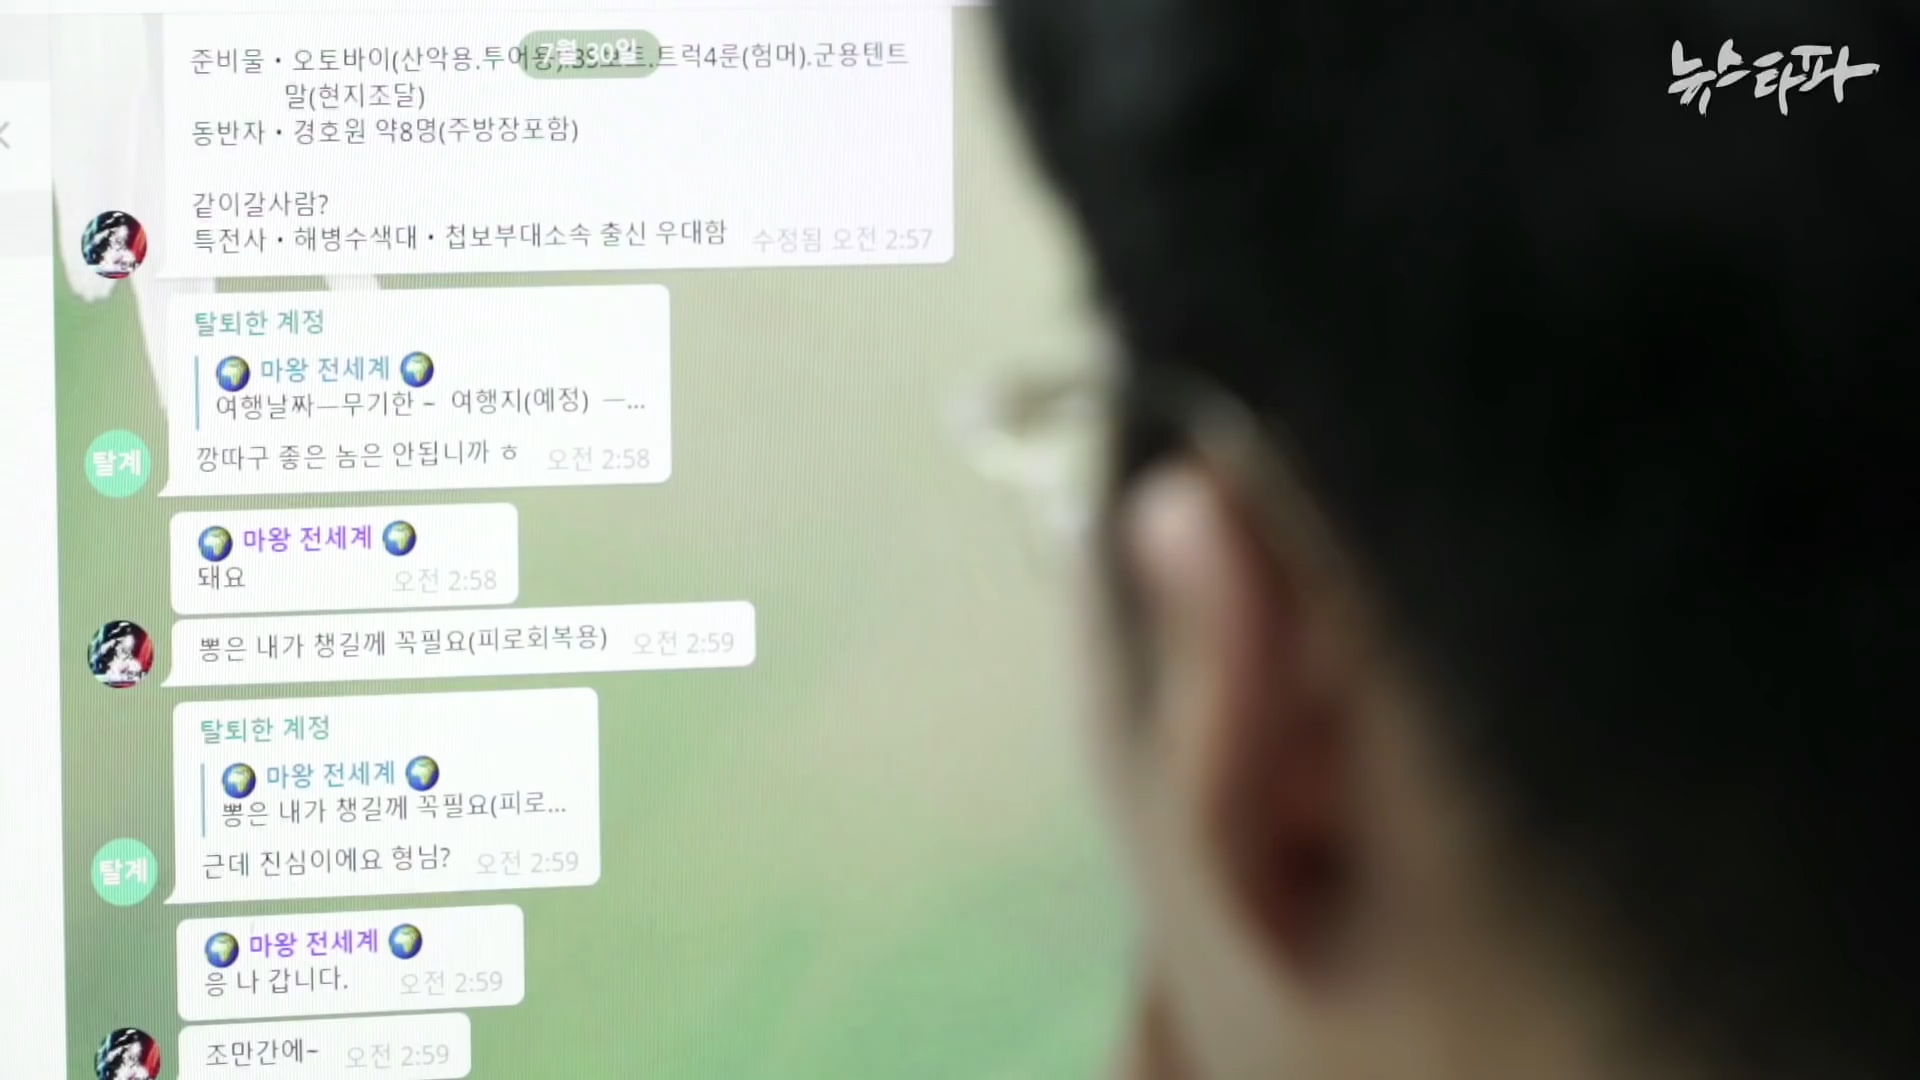 준비물 • 오토바이(산악용.투어용).35보트.트럭4륜(험머).군용텐트
말(현지조달)
동반자 • 경호원 약8명(주방장포함)
같이갈사람?
특전사 • 해병수색대 • 첩보부대소속 출신 우대함 수정됨 오전 2:57
7월 30일
뉴스타파
탈퇴한 계정
마왕 전세계
여행날짜—무기한 ~ 여행지(예정) —...
깡따구 좋은 놈은 안됩니까 ㅎ 오전 2:58
탈계
마왕 전세계
돼요 오전 2:58
뽕은 내가 챙길께 꼭필요(피로회복용) 오전 2:59
탈퇴한 계정
마왕 전세계
뽕은 내가 챙길께 꼭필요(피로...
근데 진심이에요 형님? 오전 2:59
탈계
마왕 전세계
응 나 갑니다. 오전 2:59
조만간에~ 오전 2:59